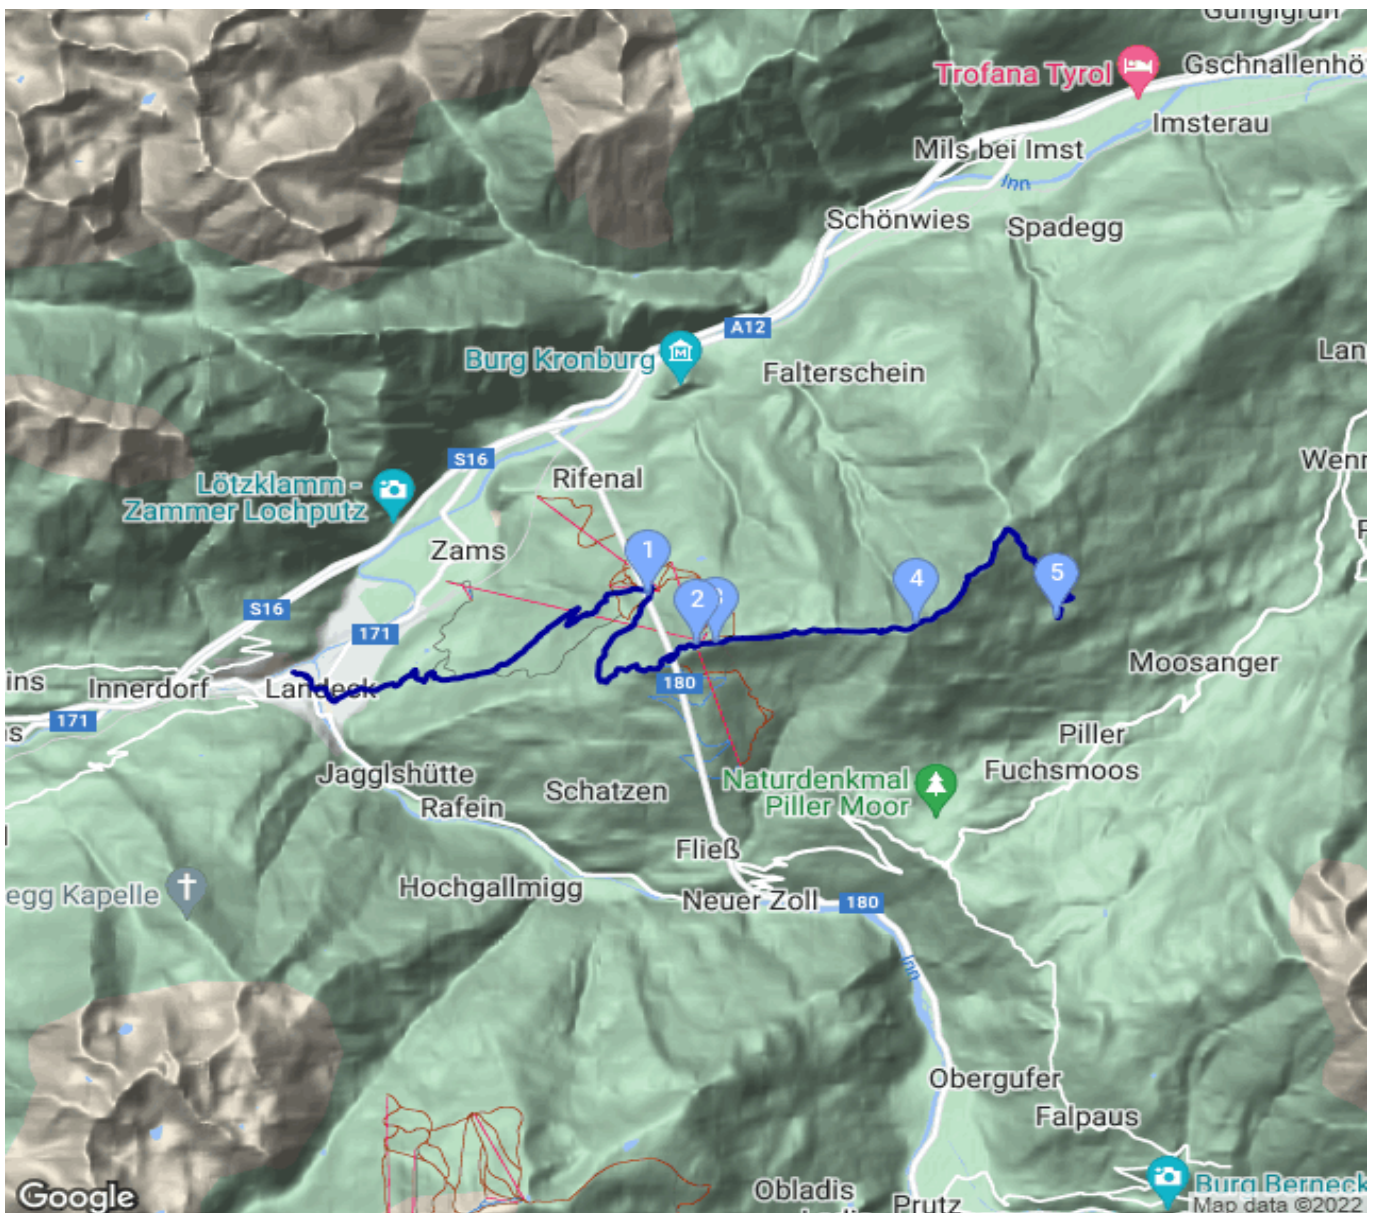 Gunglgrün
Trofana Tyrol
Gschnallenhö
Imsterau
Mils bei Imst
Inn
Schönwies
Spadegg
A12
Burg Kronburg
Falterschein
Lan
S16
Rifenal
Wenn
Lötzklamm -
Zammer Lochputz
Zams
1
2
3
4
5
S16
171
Moosanger
ins
Innerdorf
Landeck
180
171
Piller
Fuchsmoos
Jagglshütte
Rafein
Schatzen
Naturdenkmal
Piller Moor
Fließ
egg Kapelle
Hochgallmigg
Neuer Zoll
180
Inn
Obergufer
Falpaus
Obladis
Prutz
Burg Berneck
Google
Map data ©2022